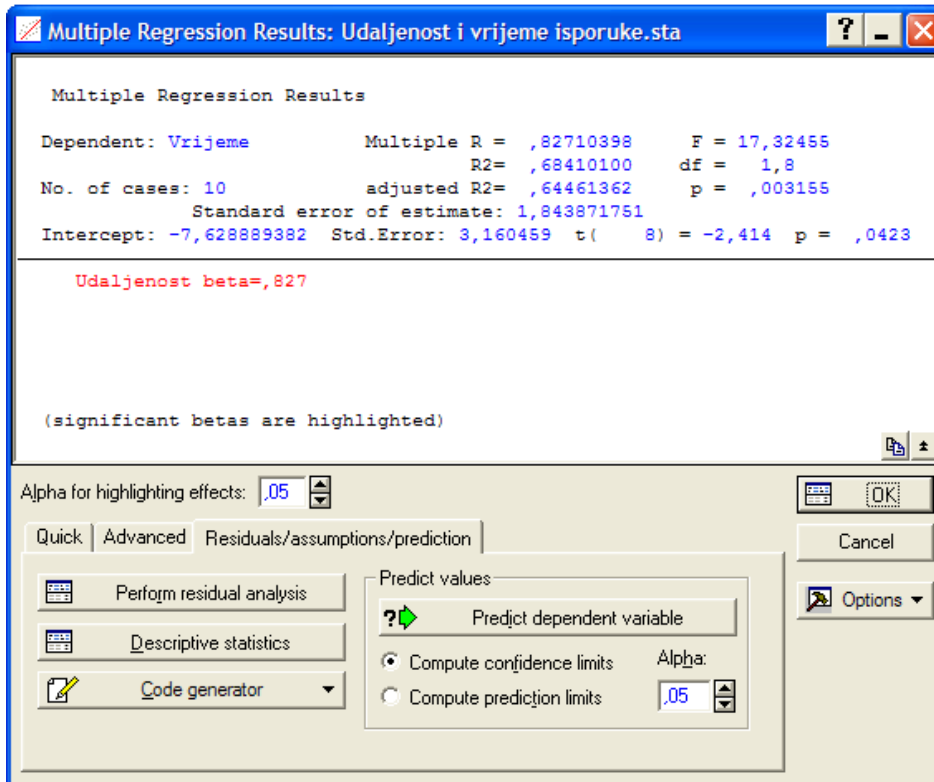 Multiple Regression Results: Udaljenost i vrijeme isporuke.sta
Multiple Regression Results
Dependent: Vrijeme Multiple R = ,82710398 F = 17,32455
R2= ,68410100 df = 1,8
No. of cases: 10 adjusted R2= ,64461362 p = ,003155
Standard error of estimate: 1,843871751
Intercept: -7,628889382 Std.Error: 3,160459 t( 8) = -2,414 p = ,0423
Udaljenost beta=,827
(significant betas are highlighted)
Alpha for highlighting effects: ,05
OK
Quick Advanced Residuals/assumptions/prediction
Cancel
Options
Perform residual analysis
Descriptive statistics
Code generator
Predict values
? Predict dependent variable
Compute confidence limits
Compute prediction limits
Alpha:
,05